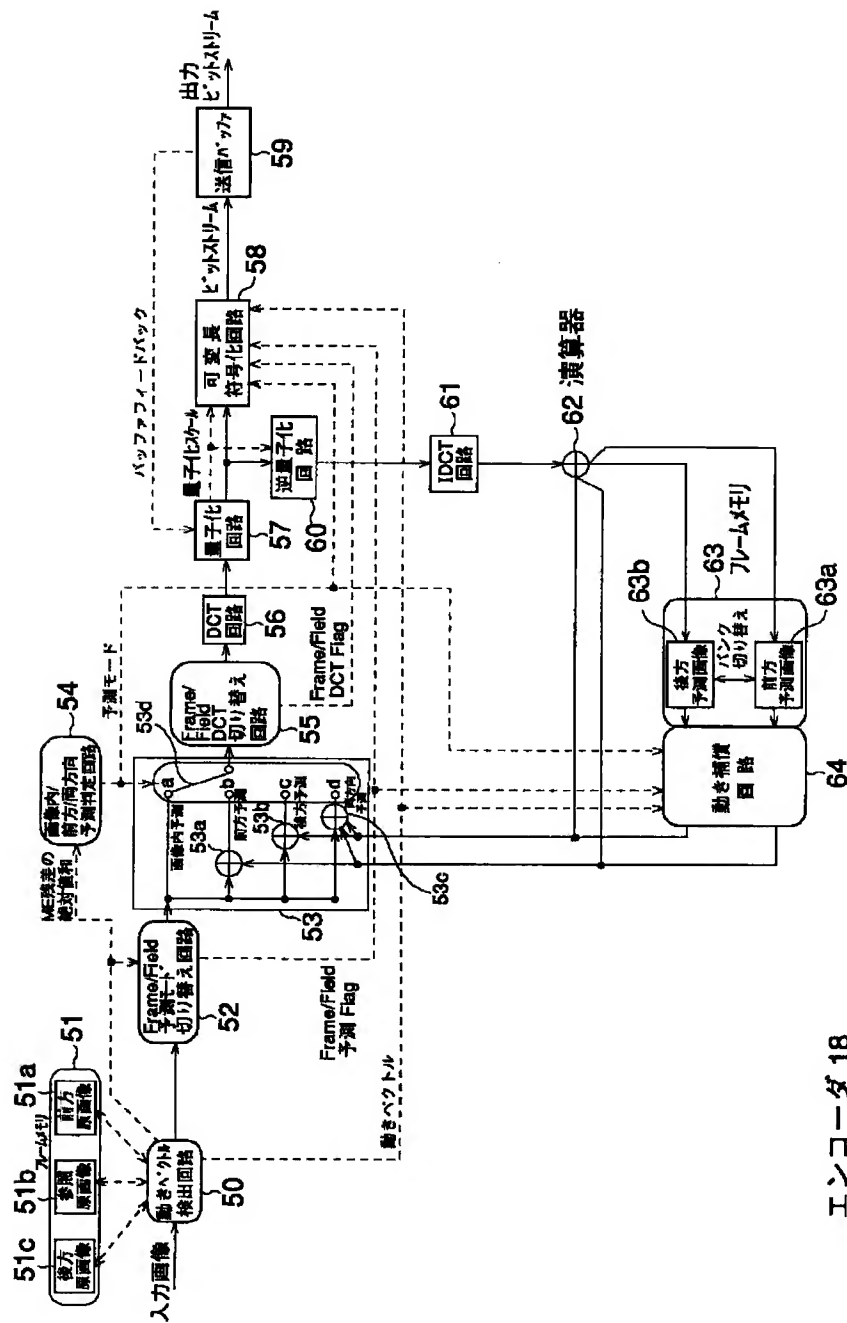 入力画像
動きベクトル
検出回路
50
51
フレームメモリ
51a
前方
原画像
51b
参照
原画像
51c
後方
原画像
ME残差の
絶対値和
Frame/Field
予測モード
切り替え回路
52
Frame/Field
予測 Flag
動きベクトル
53
画像内予測
53a
前方予測
53b
後方予測
53c
両方向
予測
53d
a
b
c
d
画像内/
前方/両方向
予測判定回路
54
予測モード
Frame/
Field
DCT
切り替え
回路
55
Frame/Field
DCT Flag
DCT
回路
56
量子化
回路
57
量子化スケール
バッファフィードバック
可変長
符号化回路
58
ビットストリーム
送信バッファ
59
出力
ビットストリーム
逆量子化
回路
60
IDCT
回路
61
62 演算器
63
フレームメモリ
63b
後方
予測画像
バンク
切り替え
63a
前方
予測画像
動き補償
回路
64
エンコーダ 18